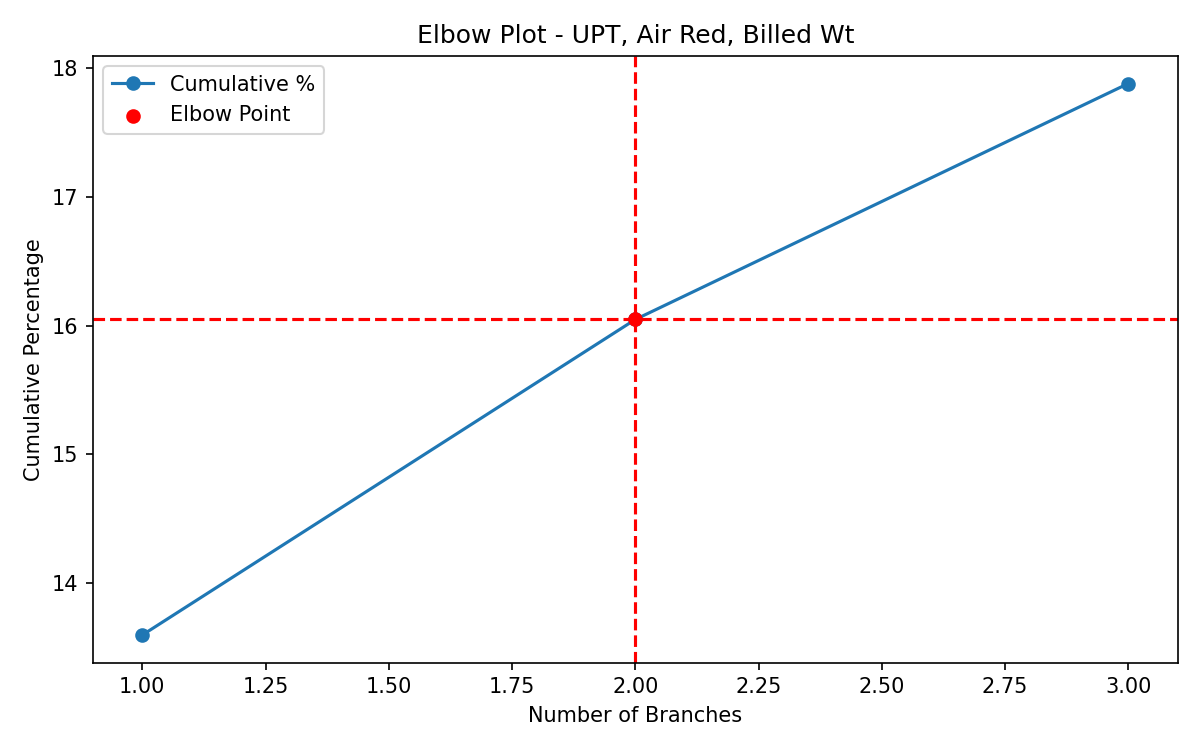 Elbow Plot - UPT, Air Red, Billed Wt
Cumulative %
Elbow Point
Cumulative Percentage
18
17
16
15
14
1.00 1.25 1.50 1.75 2.00 2.25 2.50 2.75 3.00
Number of Branches